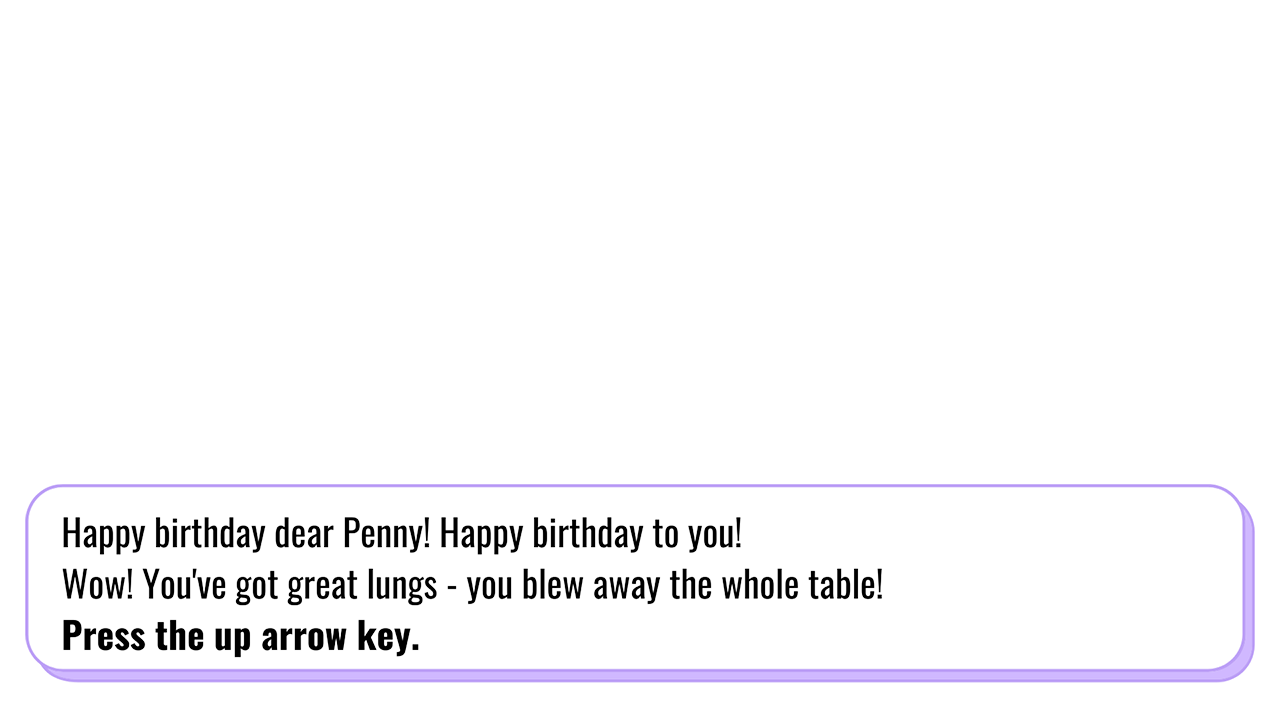 Happy birthday dear Penny! Happy birthday to you!
Wow! You've got great lungs - you blew away the whole table!
Press the up arrow key.